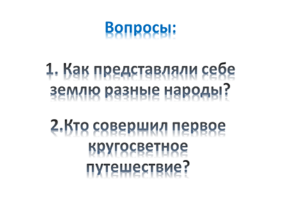 Вопросы:
1. Как представляли себе
землю разные народы?
2.Кто совершил первое
кругосветное
путешествие?